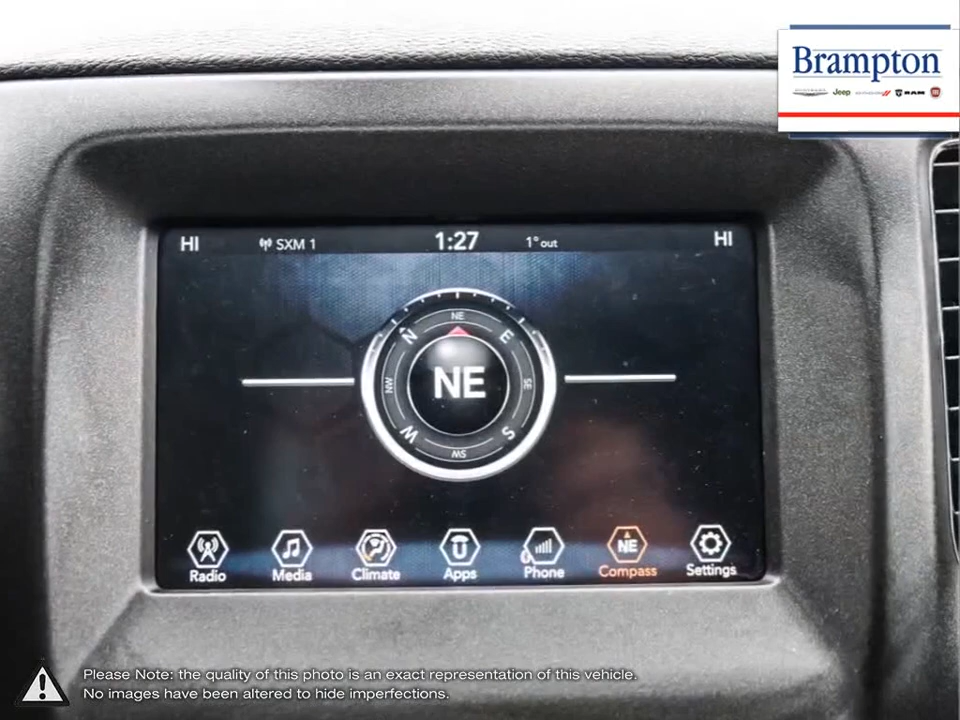 Brampton
Jeep RAM
HI SXM 1 1:27 1° out HI
NE
N E
NW NE SE
W S
SW
NE
Radio Media Climate Apps Phone Compass Settings
Please Note: the quality of this photo is an exact representation of this vehicle.
No images have been altered to hide imperfections.